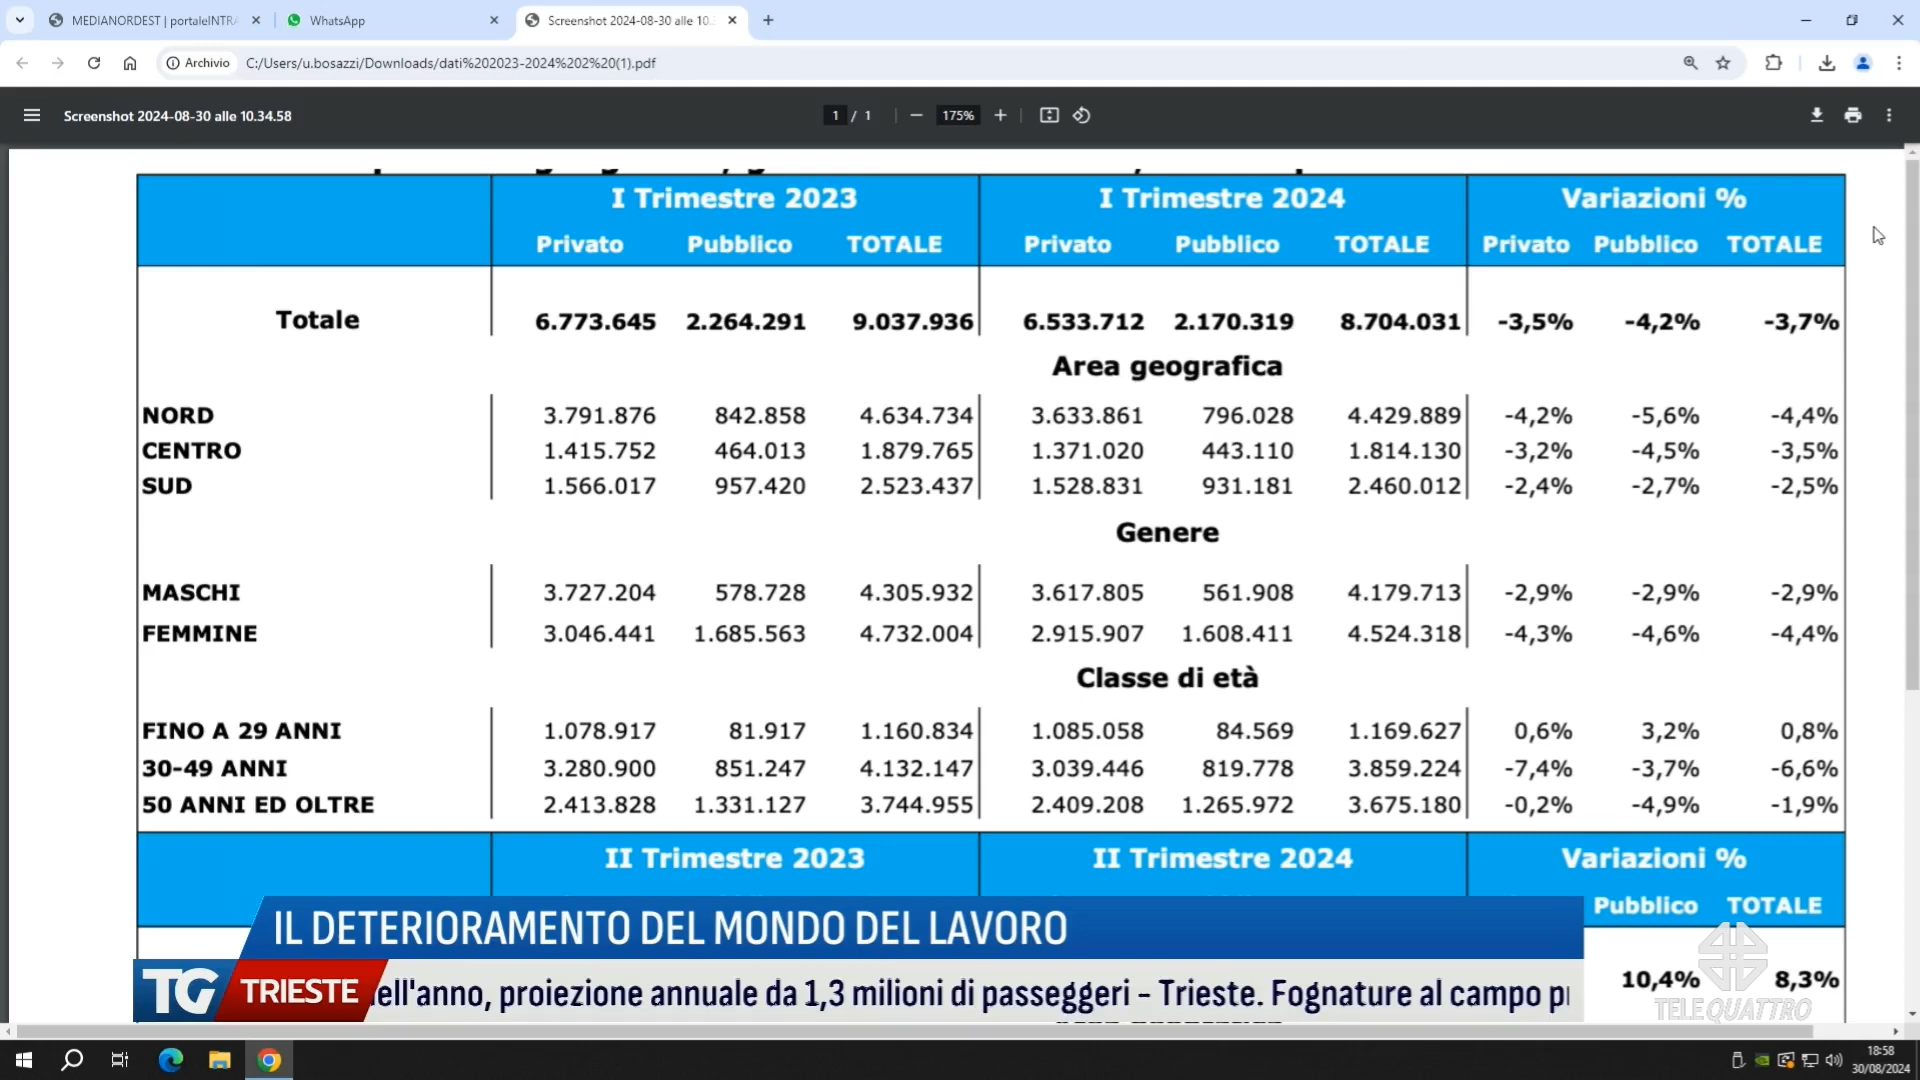 MEDIANORDEST | portaleINTRA
WhatsApp
Screenshot 2024-08-30 alle 10.
Archivio
C:/Users/u.bosazzi/Downloads/dati%202023-2024%202%20(1).pdf
Screenshot 2024-08-30 alle 10.34.58
1 / 1
175%
I Trimestre 2023 I Trimestre 2024 Variazioni %
Privato Pubblico TOTALE Privato Pubblico TOTALE Privato Pubblico TOTALE
Totale 6.773.645 2.264.291 9.037.936 6.533.712 2.170.319 8.704.031 -3,5% -4,2% -3,7%
Area geografica
NORD 3.791.876 842.858 4.634.734 3.633.861 796.028 4.429.889 -4,2% -5,6% -4,4%
CENTRO 1.415.752 464.013 1.879.765 1.371.020 443.110 1.814.130 -3,2% -4,5% -3,5%
SUD 1.566.017 957.420 2.523.437 1.528.831 931.181 2.460.012 -2,4% -2,7% -2,5%
Genere
MASCHI 3.727.204 578.728 4.305.932 3.617.805 561.908 4.179.713 -2,9% -2,9% -2,9%
FEMMINE 3.046.441 1.685.563 4.732.004 2.915.907 1.608.411 4.524.318 -4,3% -4,6% -4,4%
Classe di età
FINO A 29 ANNI 1.078.917 81.917 1.160.834 1.085.058 84.569 1.169.627 0,6% 3,2% 0,8%
30-49 ANNI 3.280.900 851.247 4.132.147 3.039.446 819.778 3.859.224 -7,4% -3,7% -6,6%
50 ANNI ED OLTRE 2.413.828 1.331.127 3.744.955 2.409.208 1.265.972 3.675.180 -0,2% -4,9% -1,9%
II Trimestre 2023 II Trimestre 2024 Variazioni %
Pubblico TOTALE
10,4% 8,3%
IL DETERIORAMENTO DEL MONDO DEL LAVORO
TG TRIESTE
ell'anno, proiezione annuale da 1,3 milioni di passeggeri - Trieste. Fognature al campo p
TELEQUATTRO
18:58
30/08/2024